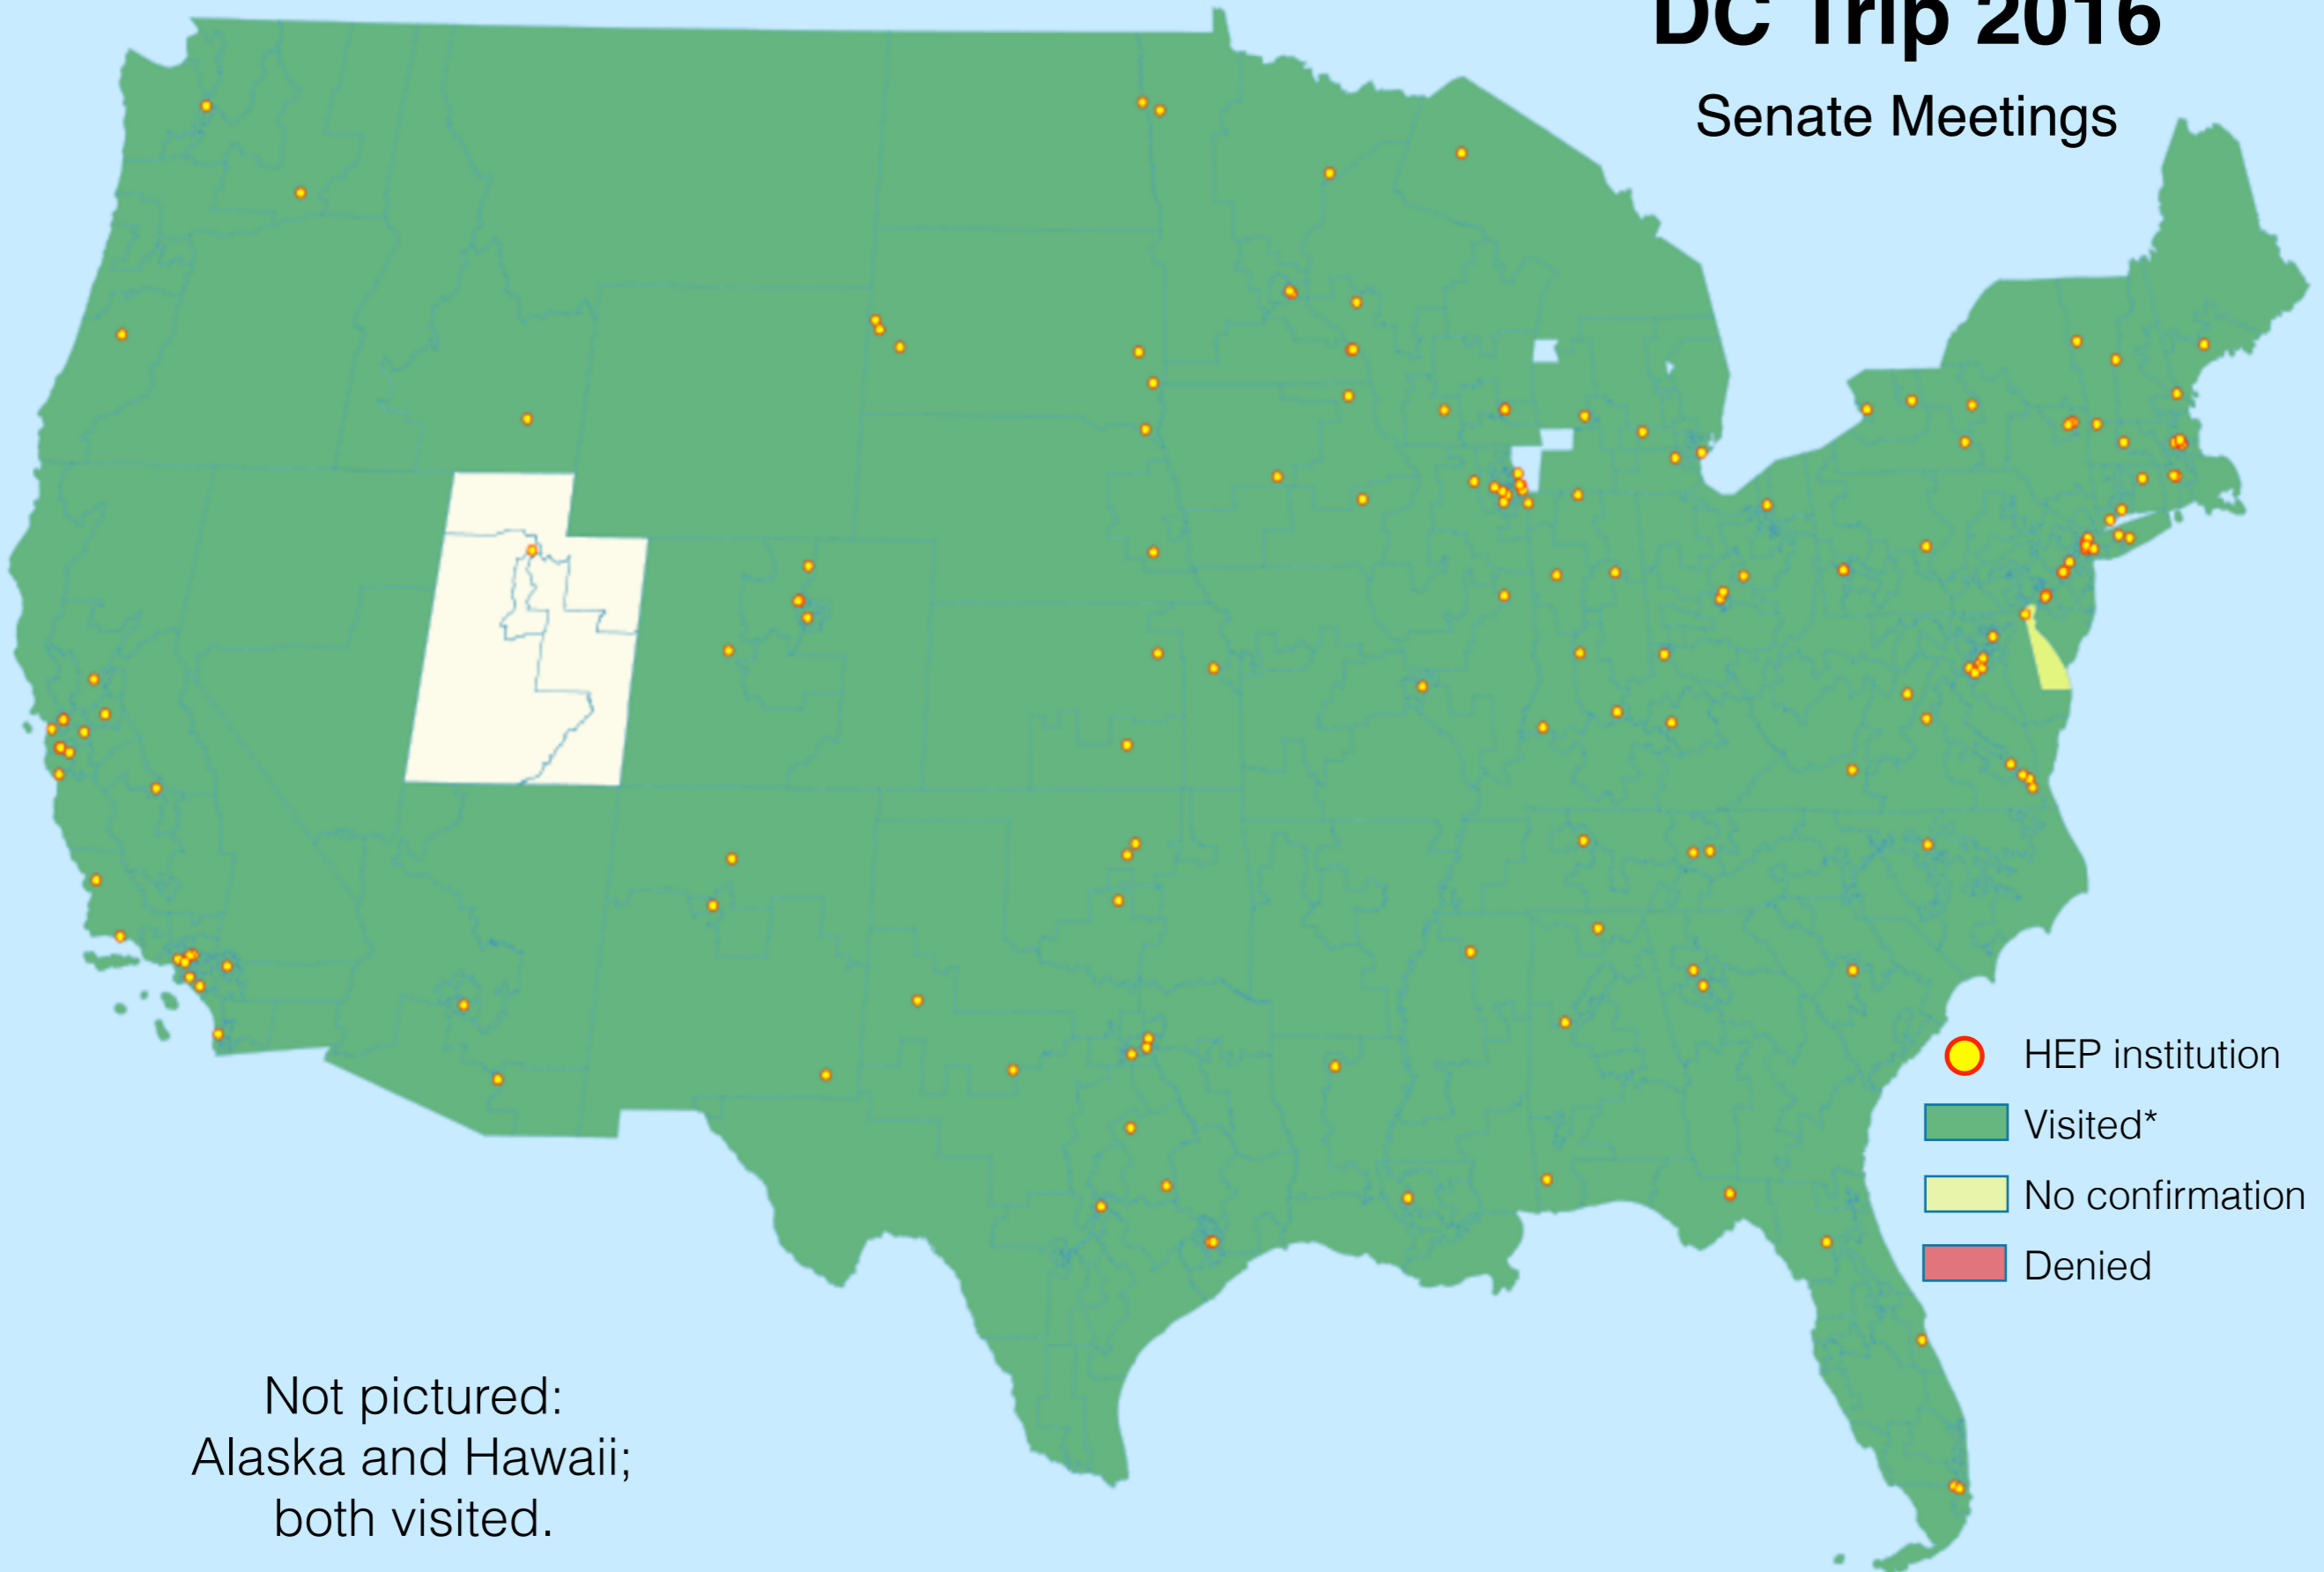 DC Trip 2016
Senate Meetings
HEP institution
Visited*
No confirmation
Denied
Not pictured:
Alaska and Hawaii;
both visited.